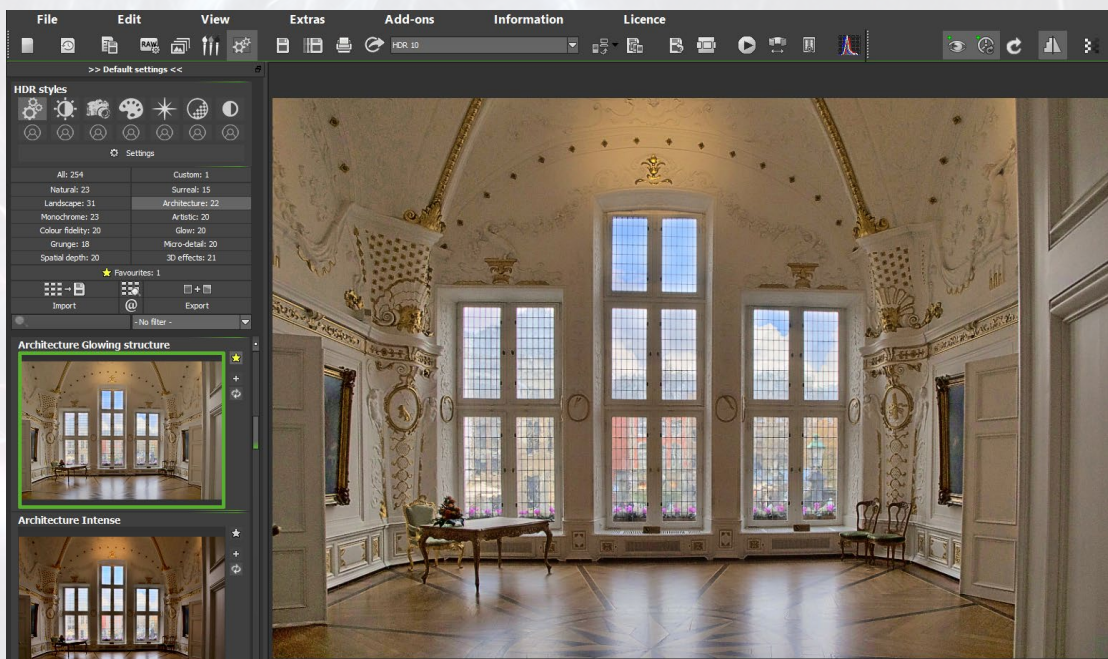 File Edit View Extras Add-ons Information Licence
RAW HDR 10
>> Default settings <<
HDR styles
Settings
All: 254 Custom: 1
Natural: 23 Surreal: 15
Landscape: 31 Architecture: 22
Monochrome: 23 Artistic: 20
Colour fidelity: 20 Glow: 20
Grunge: 18 Micro-detail: 20
Spatial depth: 20 3D effects: 21
Favourites: 1
Import @ Export
- No filter -
Architecture Glowing structure
Architecture Intense